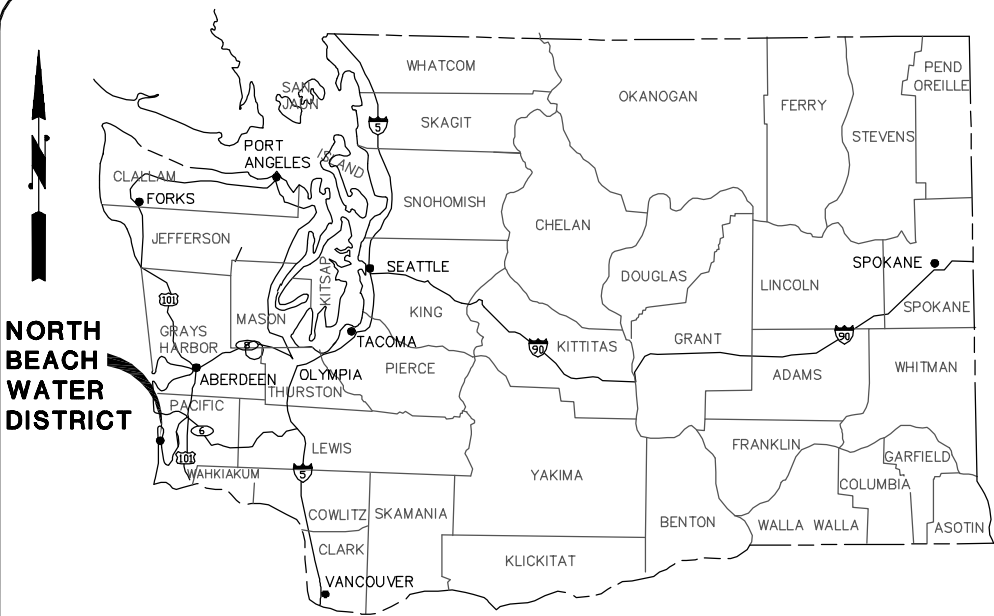 WHATCOM
SAN
JAUN
SKAGIT
OKANOGAN
FERRY
PEND
OREILLE
STEVENS
5
N
PORT
ANGELES
ISLAND
CLALLAM
FORKS
SNOHOMISH
CHELAN
JEFFERSON
SEATTLE
KITSAP
DOUGLAS
SPOKANE
LINCOLN
SPOKANE
101
MASON
KING
GRAYS
HARBOR
8
TACOMA
90
KITTITAS
GRANT
90
NORTH
BEACH
WATER
DISTRICT
ABERDEEN
OLYMPIA
THURSTON
PIERCE
ADAMS
WHITMAN
PACIFIC
6
101
LEWIS
FRANKLIN
GARFIELD
WAHKIAKUM
5
YAKIMA
COLUMBIA
COWLITZ
SKAMANIA
BENTON
WALLA WALLA
ASOTIN
CLARK
KLICKITAT
VANCOUVER